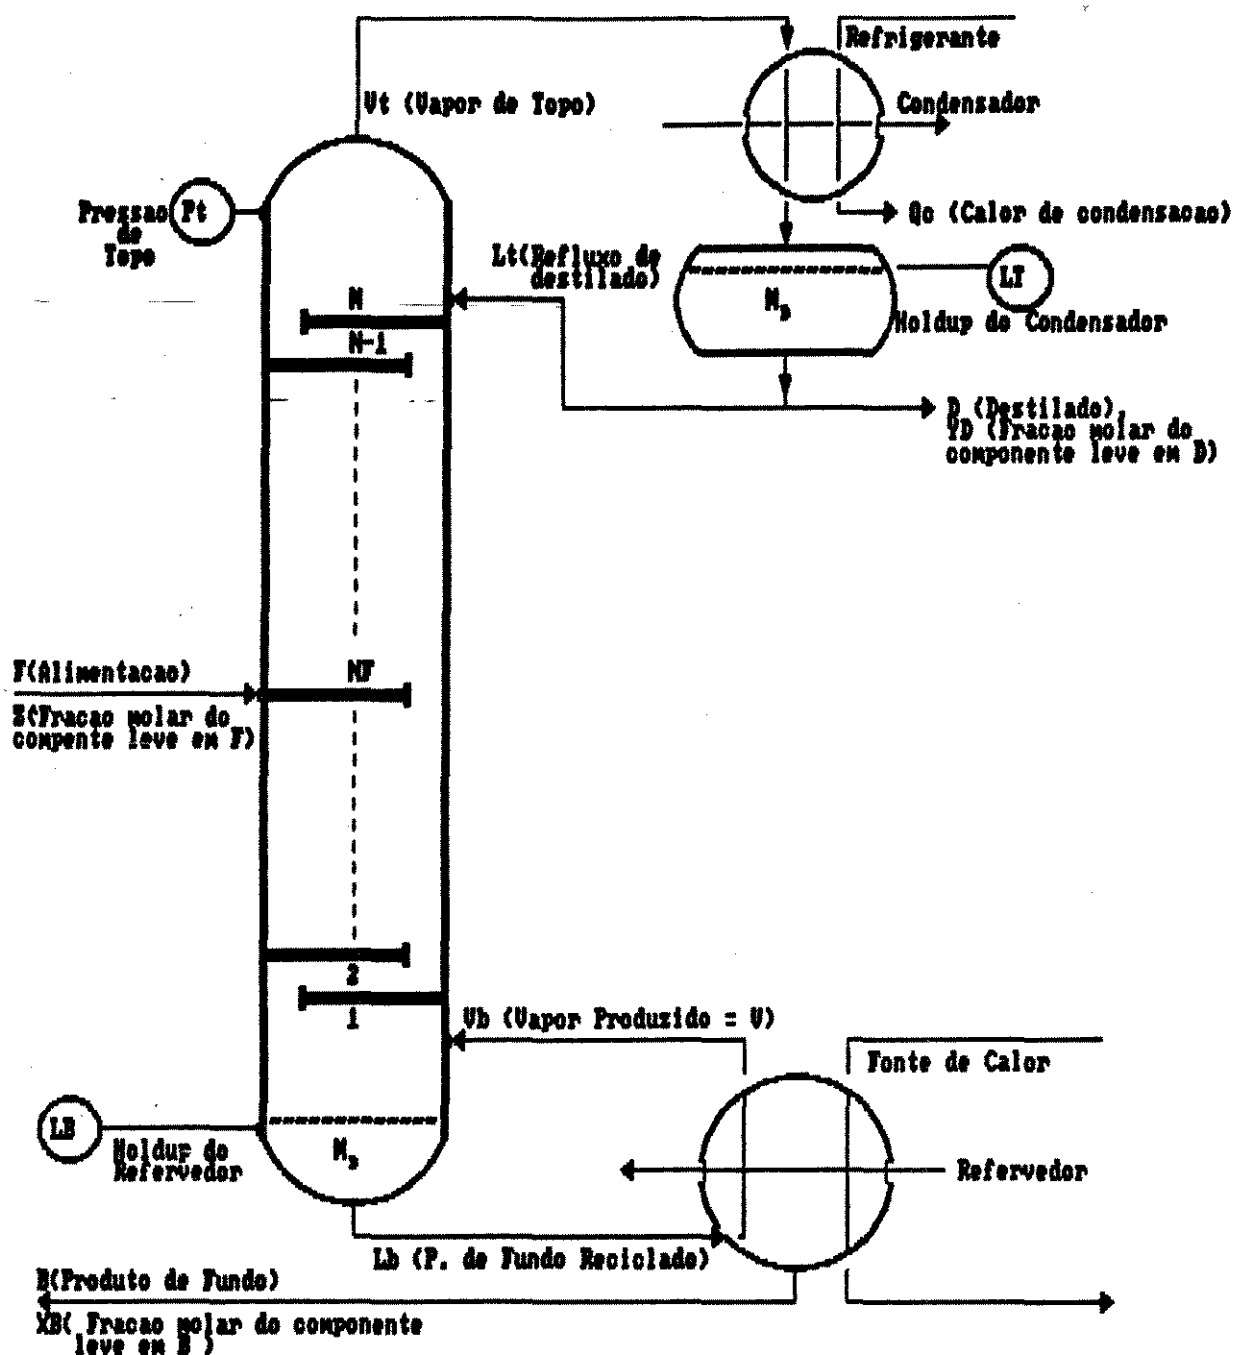 Refrigerante
Vt (Vapor de Topo)
Condensador
Pressao
de
Topo
Pt
Qc (Calor de condensacao)
Lt(Refluxo de
destilado)
LT
M_D
Holdup do Condensador
N
N-1
D (Destilado),
YD (Fracao molar do
componente leve em D)
F(Alimentacao)
NF
Z(Fracao molar do
compente leve em F)
2
1
Vb (Vapor Produzido = V)
Fonte de Calor
LB
Holdup do
Refervedor
M_B
Refervedor
Lb (P. de Fundo Reciclado)
B(Produto de Fundo)
XB( Fracao molar do componente
leve em B )